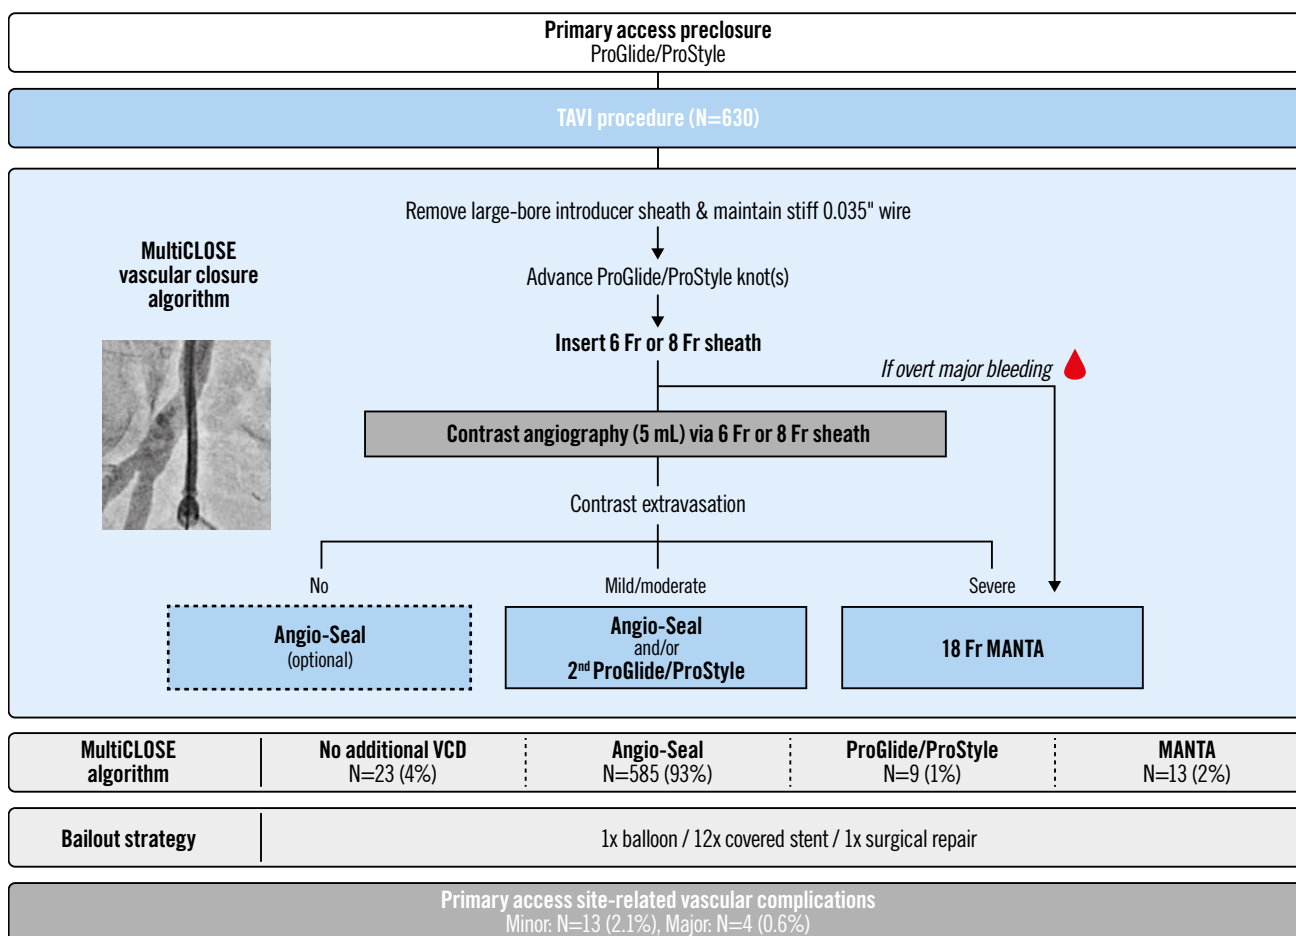 Primary access preclosure
ProGlide/ProStyle
TAVI procedure (N=630)
Remove large-bore introducer sheath & maintain stiff 0.035" wire
MultiCLOSE
vascular closure
algorithm
Advance ProGlide/ProStyle knot(s)
Insert 6 Fr or 8 Fr sheath
If overt major bleeding
Contrast angiography (5 mL) via 6 Fr or 8 Fr sheath
Contrast extravasation
No
Mild/moderate
Severe
Angio-Seal
(optional)
Angio-Seal
and/or
2nd ProGlide/ProStyle
18 Fr MANTA
MultiCLOSE
algorithm
No additional VCD
N=23 (4%)
Angio-Seal
N=585 (93%)
ProGlide/ProStyle
N=9 (1%)
MANTA
N=13 (2%)
Bailout strategy
1x balloon / 12x covered stent / 1x surgical repair
Primary access site-related vascular complications
Minor: N=13 (2.1%), Major: N=4 (0.6%)